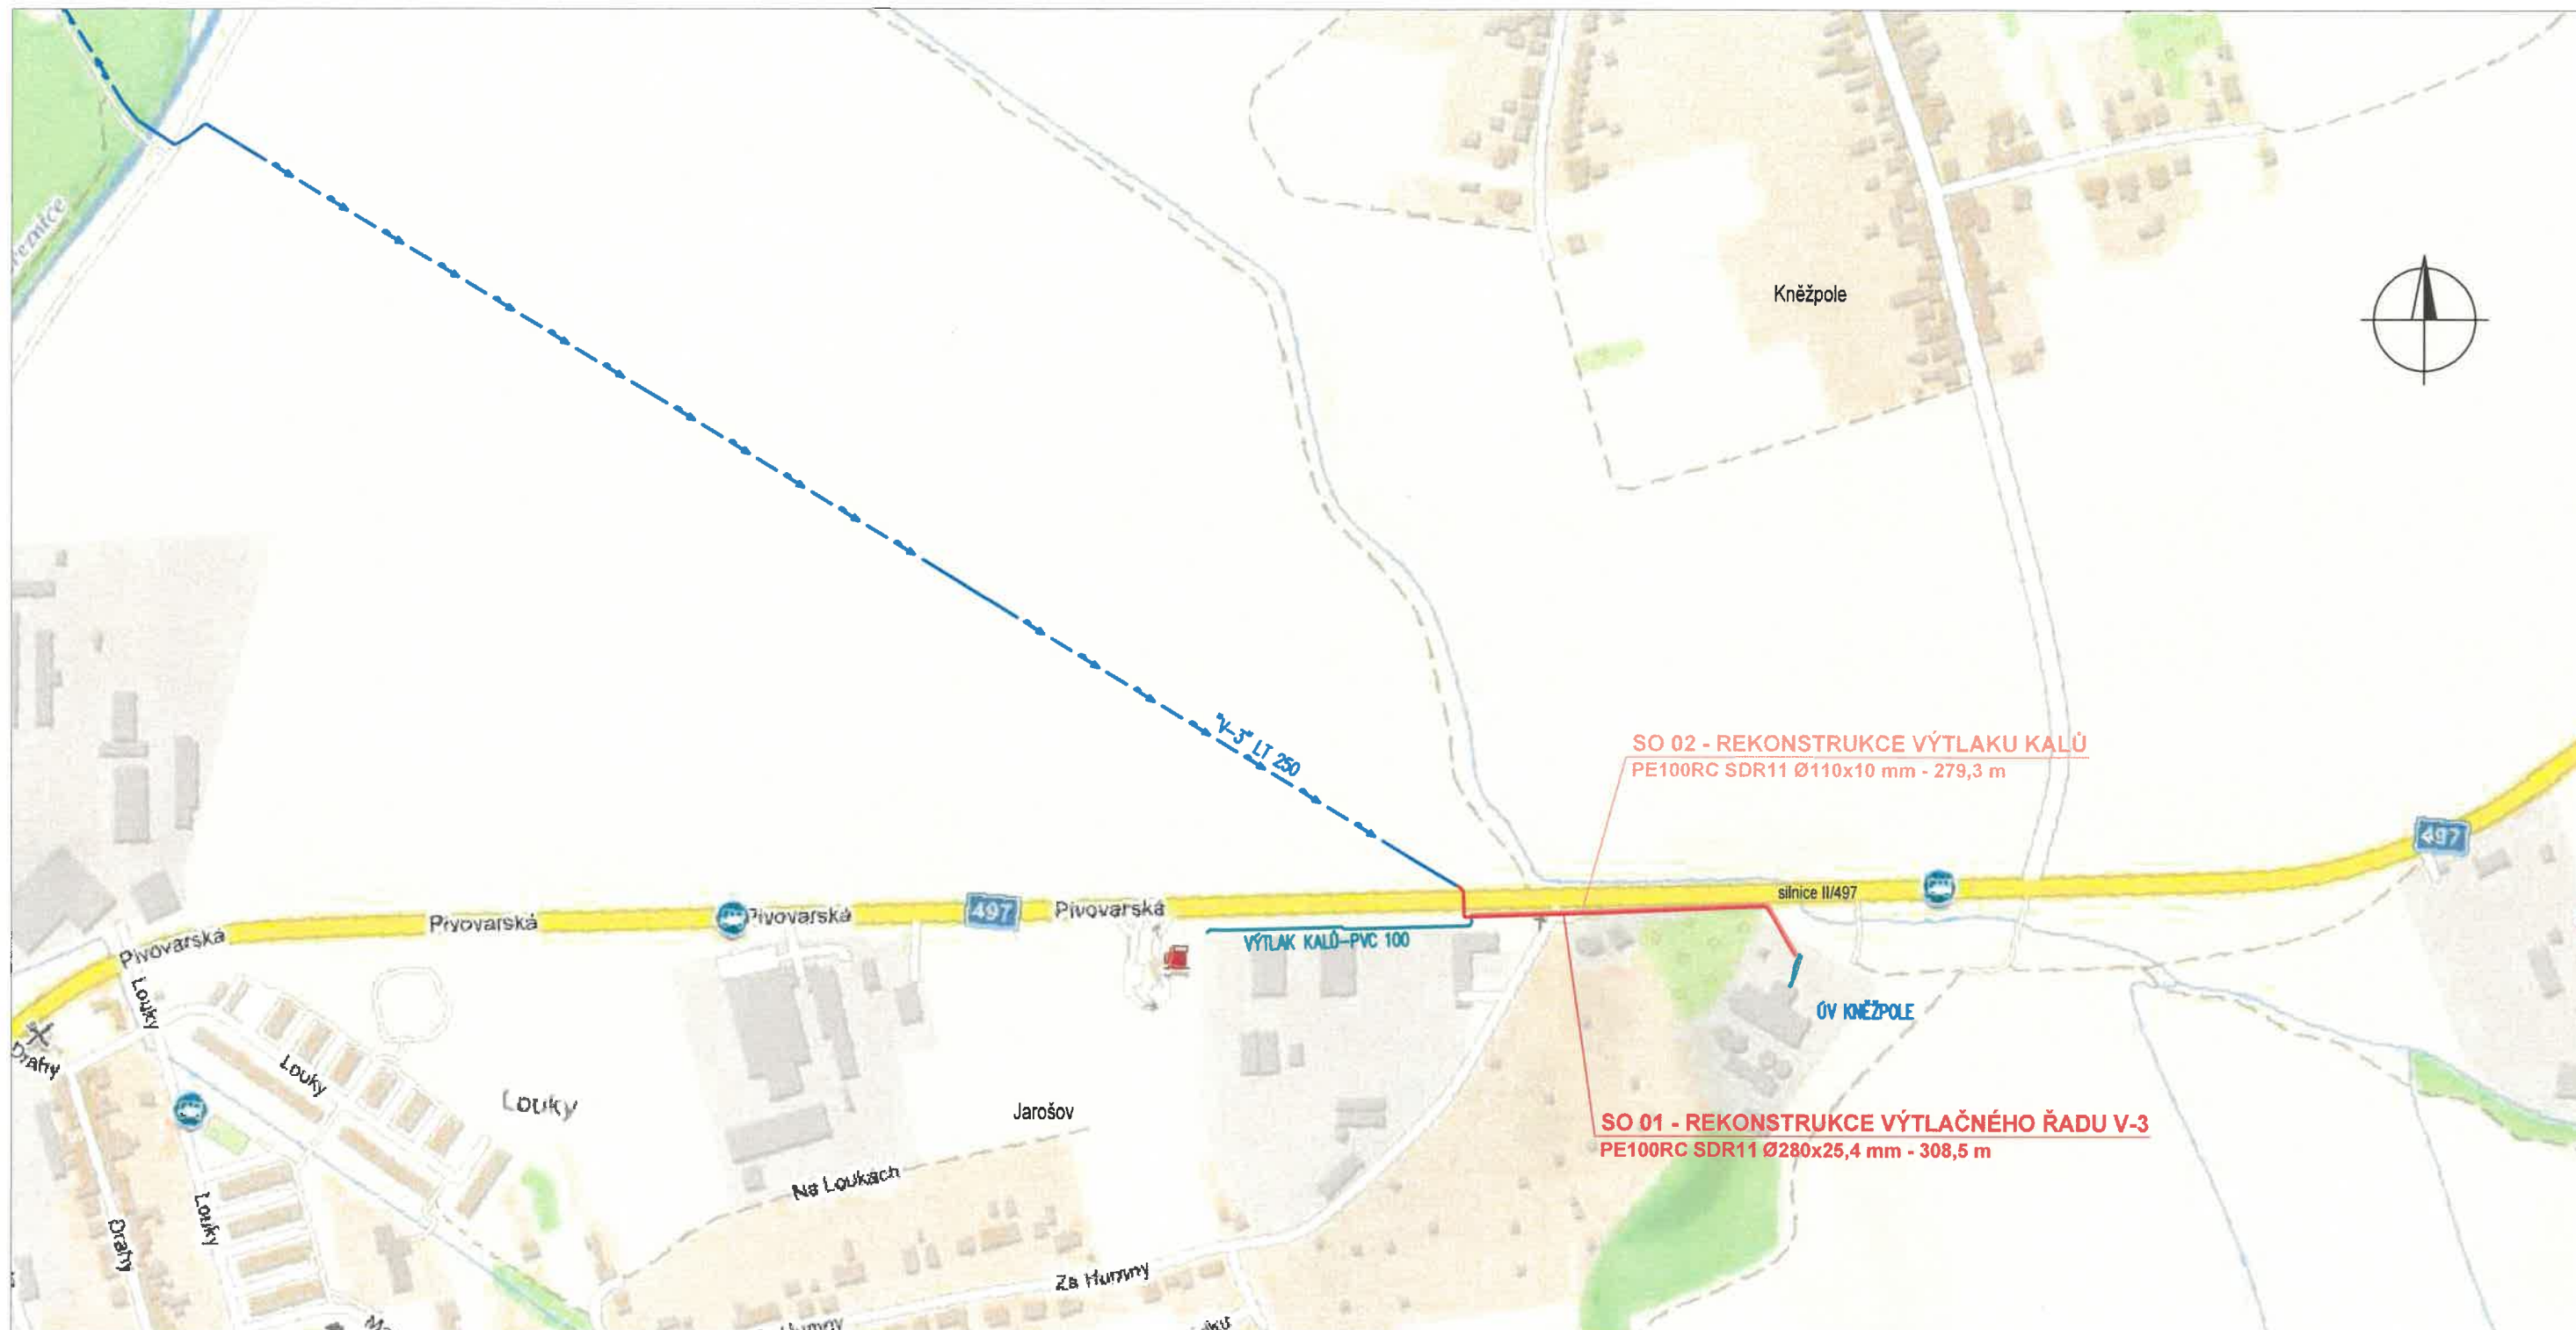 Kněžpole
"V-3" LT 250
SO 02 - REKONSTRUKCE VÝTLAKU KALŮ
PE100RC SDR11 Ø110x10 mm - 279,3 m
497
silnice II/497
Pivovarská
Pivovarská
Pivovarská
497
Pivovarská
VÝTLAK KALŮ-PVC 100
ÚV KNĚŽPOLE
Drahy
Louky
Louky
Louky
Jarošov
SO 01 - REKONSTRUKCE VÝTLAČNÉHO ŘADU V-3
PE100RC SDR11 Ø280x25,4 mm - 308,5 m
Na Loukách
Louky
Drahy
Za Humny
Humny